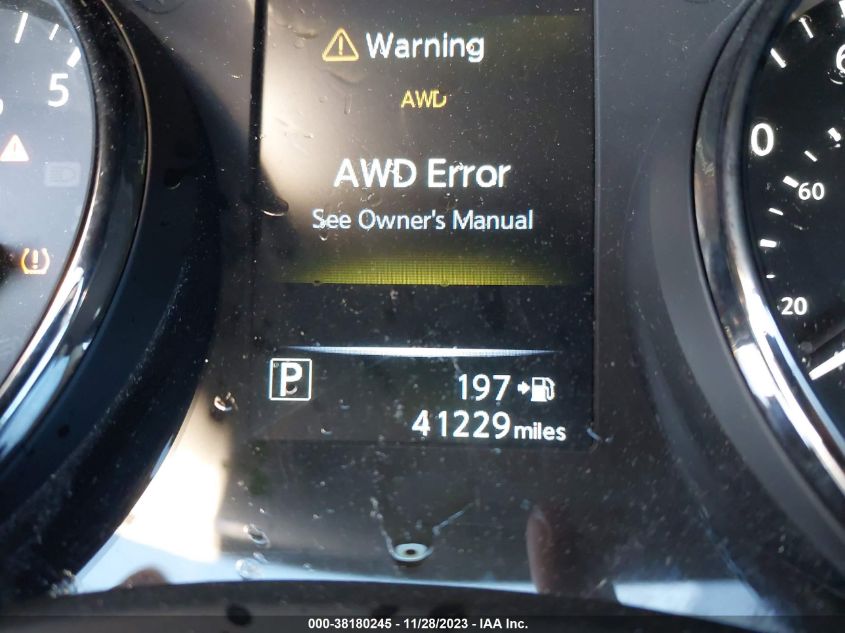 Warning
AWD
AWD Error
See Owner's Manual
P
197
41229 miles
5
0
60
20
000-38180245 - 11/28/2023 - IAA Inc.